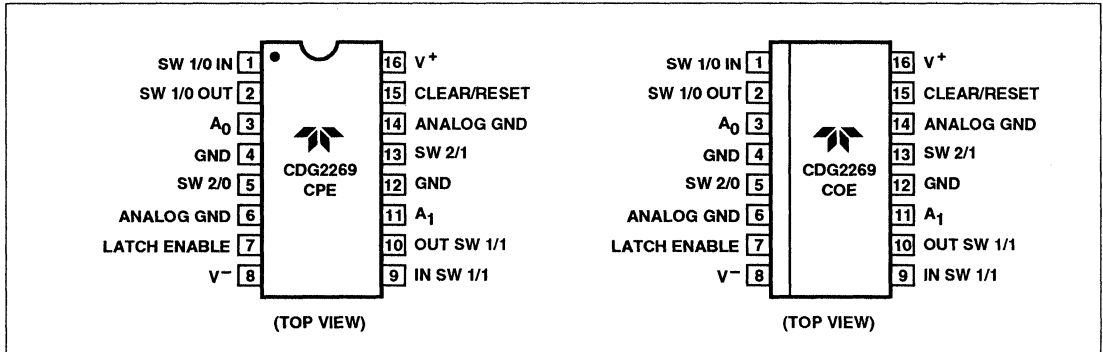 SW 1/0 IN 1
SW 1/0 OUT 2
A0 3
GND 4
SW 2/0 5
ANALOG GND 6
LATCH ENABLE 7
V− 8
CDG2269
CPE
16 V+
15 CLEAR/RESET
14 ANALOG GND
13 SW 2/1
12 GND
11 A1
10 OUT SW 1/1
9 IN SW 1/1
(TOP VIEW)
SW 1/0 IN 1
SW 1/0 OUT 2
A0 3
GND 4
SW 2/0 5
ANALOG GND 6
LATCH ENABLE 7
V− 8
CDG2269
COE
16 V+
15 CLEAR/RESET
14 ANALOG GND
13 SW 2/1
12 GND
11 A1
10 OUT SW 1/1
9 IN SW 1/1
(TOP VIEW)